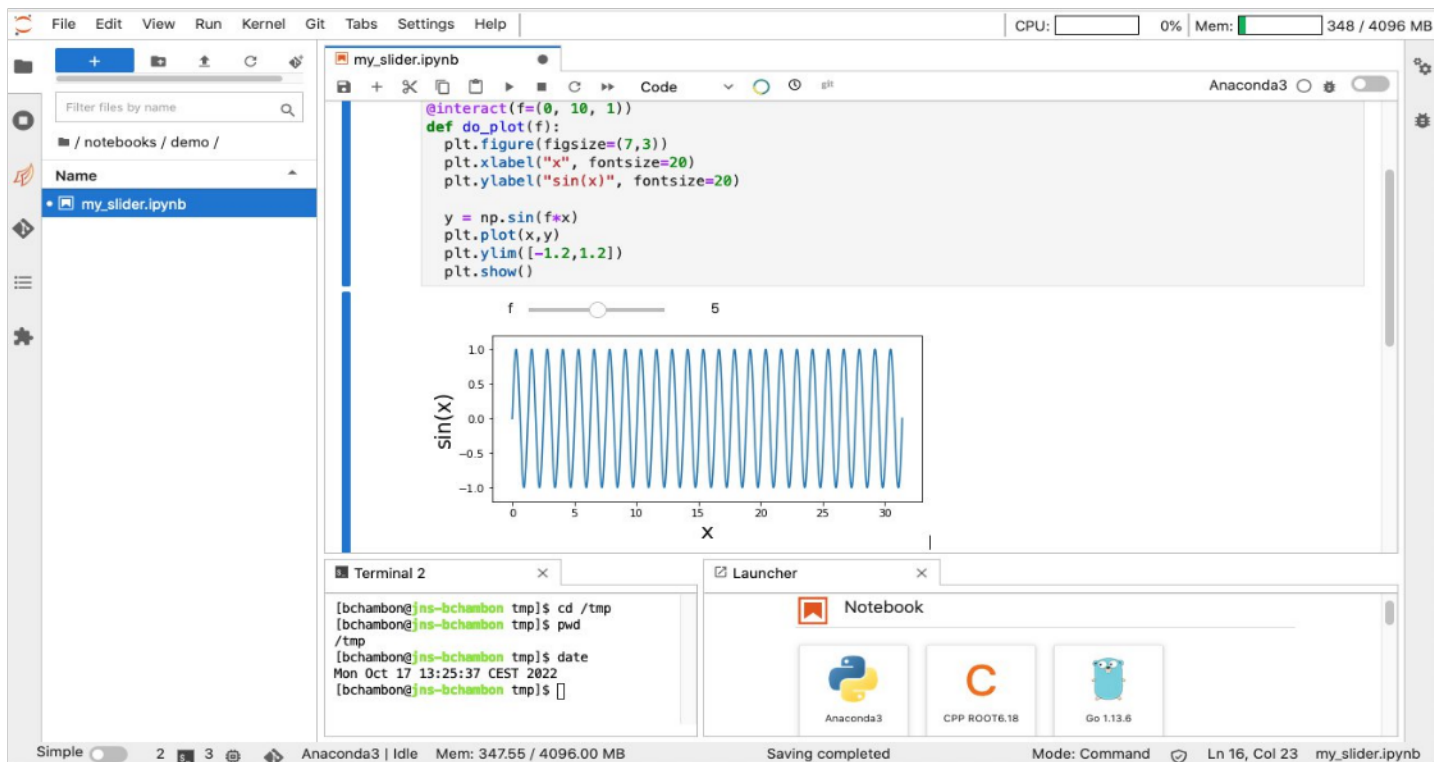 File Edit View Run Kernel Git Tabs Settings Help
CPU: 0% Mem: 348 / 4096 MB
Filter files by name
/ notebooks / demo /
Name
my_slider.ipynb
my_slider.ipynb
Code
git
Anaconda3
@interact(f=(0, 10, 1))
def do_plot(f):
plt.figure(figsize=(7,3))
plt.xlabel("x", fontsize=20)
plt.ylabel("sin(x)", fontsize=20)
y = np.sin(f*x)
plt.plot(x,y)
plt.ylim([-1.2,1.2])
plt.show()
f 5
1.0
0.5
0.0
−0.5
−1.0
sin(x)
0 5 10 15 20 25 30
x
Terminal 2
[bchambon@jns-bchambon tmp]$ cd /tmp
[bchambon@jns-bchambon tmp]$ pwd
/tmp
[bchambon@jns-bchambon tmp]$ date
Mon Oct 17 13:25:37 CEST 2022
[bchambon@jns-bchambon tmp]$
Launcher
Notebook
Anaconda3
C
CPP ROOT6.18
Go 1.13.6
Simple 2 3 Anaconda3 | Idle Mem: 347.55 / 4096.00 MB Saving completed Mode: Command Ln 16, Col 23 my_slider.ipynb